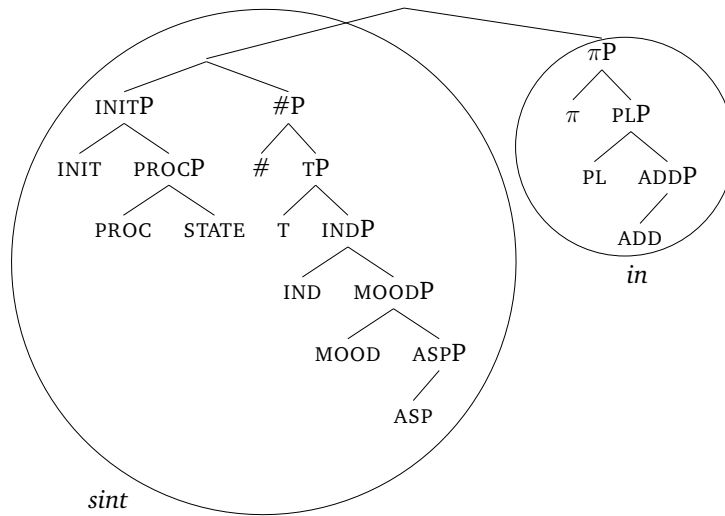 πP
INITP #P π PLP
INIT PROCP # TP PL ADDP
PROC STATE T INDP ADD
in
IND MOODP
MOOD ASPP
ASP
sint